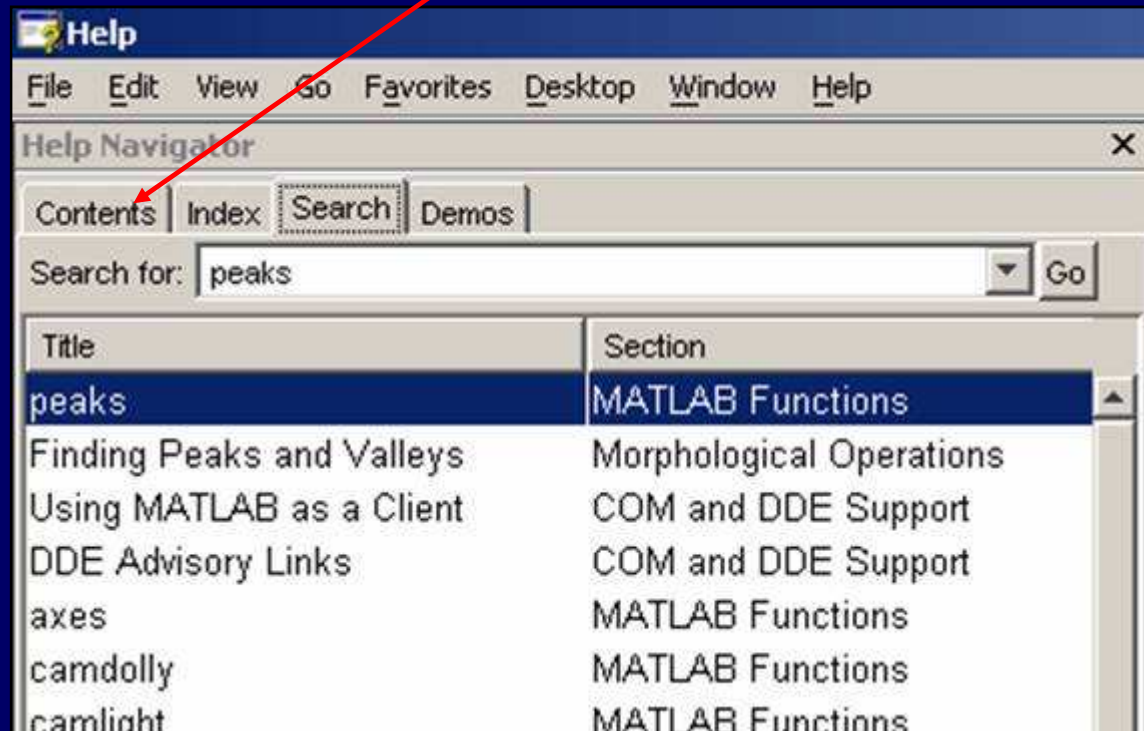 Help
File Edit View Go Favorites Desktop Window Help
Help Navigator
Contents Index Search Demos
Search for: peaks Go
Title Section
peaks MATLAB Functions
Finding Peaks and Valleys Morphological Operations
Using MATLAB as a Client COM and DDE Support
DDE Advisory Links COM and DDE Support
axes MATLAB Functions
camdolly MATLAB Functions
camlight MATLAB Functions